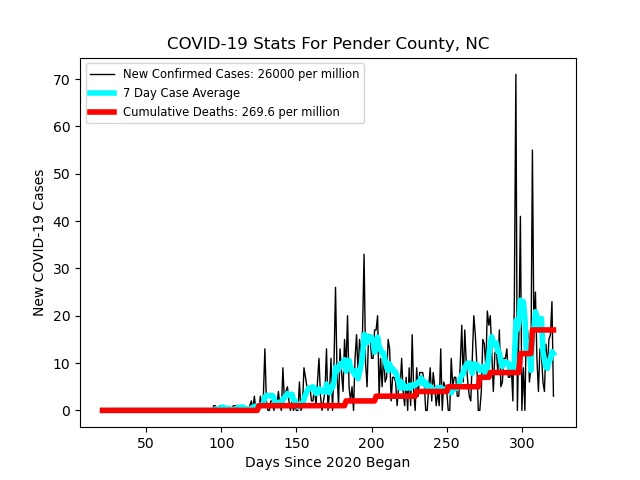 COVID-19 Stats For Pender County, NC
New Confirmed Cases: 26000 per million
7 Day Case Average
Cumulative Deaths: 269.6 per million
New COVID-19 Cases
70
60
50
40
30
20
10
0
50 100 150 200 250 300
Days Since 2020 Began